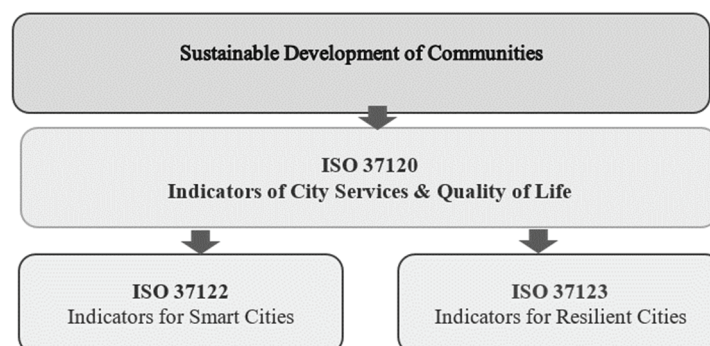 Sustainable Development of Communities
ISO 37120
Indicators of City Services & Quality of Life
ISO 37122
Indicators for Smart Cities
ISO 37123
Indicators for Resilient Cities